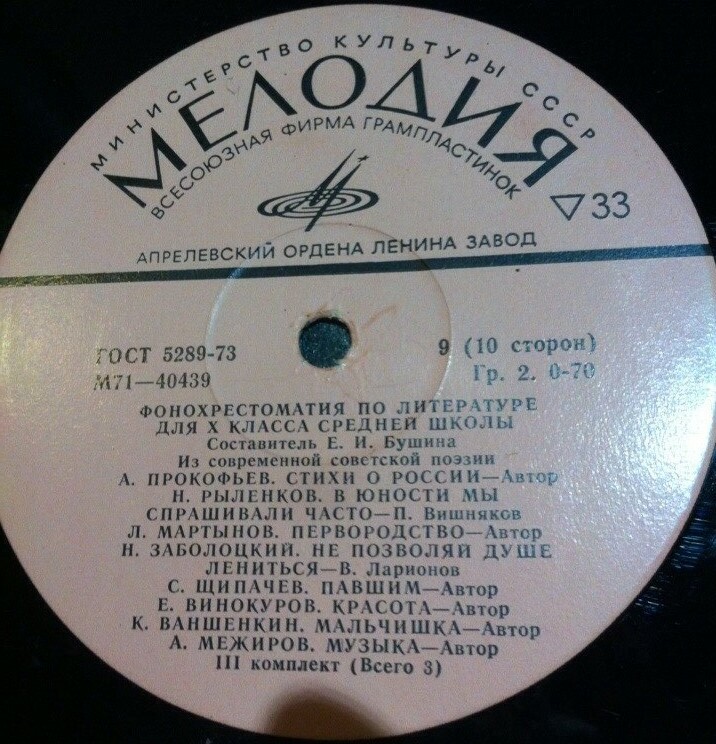 МИНИСТЕРСТВО КУЛЬТУРЫ СССР
МЕЛОДИЯ
ВСЕСОЮЗНАЯ ФИРМА ГРАМПЛАСТИНОК
33
АПРЕЛЕВСКИЙ ОРДЕНА ЛЕНИНА ЗАВОД
ГОСТ 5289-73
М71—40439
9 (10 сторон)
Гр. 2. 0-70
ФОНОХРЕСТОМАТИЯ ПО ЛИТЕРАТУРЕ
ДЛЯ X КЛАССА СРЕДНЕЙ ШКОЛЫ
Составитель Е. И. Бушина
Из современной советской поэзии
А. ПРОКОФЬЕВ. СТИХИ О РОССИИ—Автор
Н. РЫЛЕНКОВ. В ЮНОСТИ МЫ
СПРАШИВАЛИ ЧАСТО—П. Вишняков
Л. МАРТЫНОВ. ПЕРВОРОДСТВО—Автор
Н. ЗАБОЛОЦКИЙ. НЕ ПОЗВОЛЯЙ ДУШЕ
ЛЕНИТЬСЯ—В. Ларионов
С. ЩИПАЧЕВ. ПАВШИМ—Автор
Е. ВИНОКУРОВ. КРАСОТА—Автор
К. ВАНШЕНКИН. МАЛЬЧИШКА—Автор
А. МЕЖИРОВ. МУЗЫКА—Автор
III комплект (Всего 3)